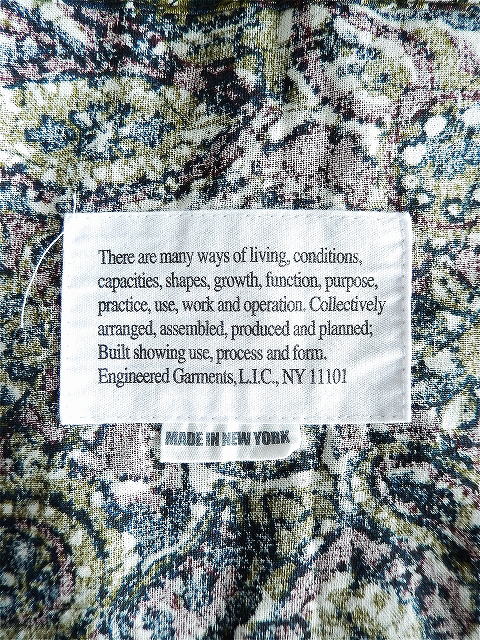 There are many ways of living, conditions,
capacities, shapes, growth, function, purpose,
practice, use, work and operation. Collectively
arranged, assembled, produced and planned;
Built showing use, process and form.
Engineered Garments, L.I.C., NY 11101
MADE IN NEW YORK